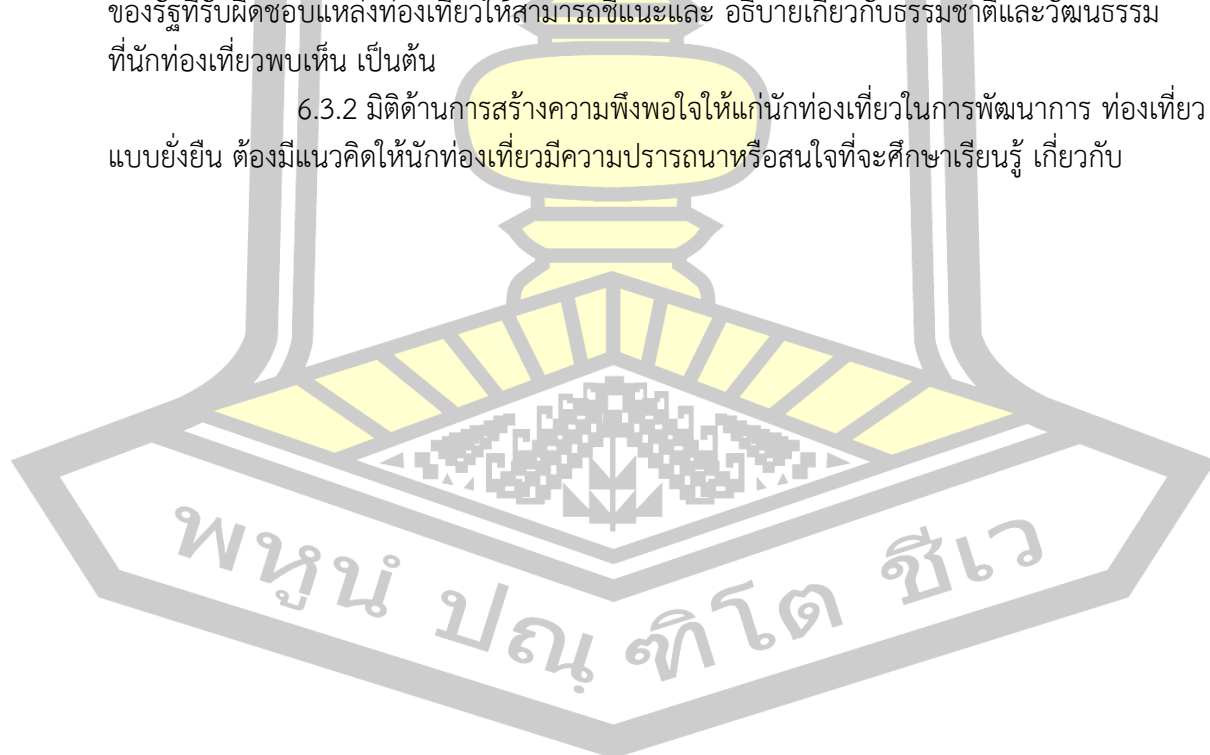 ของรัฐที่รับผิดชอบแหล่งท่องเที่ยวให้สามารถชี้แนะและ อธิบายเกี่ยวกับธรรมชาติและวัฒนธรรม
ที่นักท่องเที่ยวพบเห็น เป็นต้น
6.3.2 มิติด้านการสร้างความพึงพอใจให้แก่นักท่องเที่ยวในการพัฒนาการ ท่องเที่ยว
แบบยั่งยืน ต้องมีแนวคิดให้นักท่องเที่ยวมีความปรารถนาหรือสนใจที่จะศึกษาเรียนรู้ เกี่ยวกับ
พหูนํ ปณฺฑิโต ชีเว